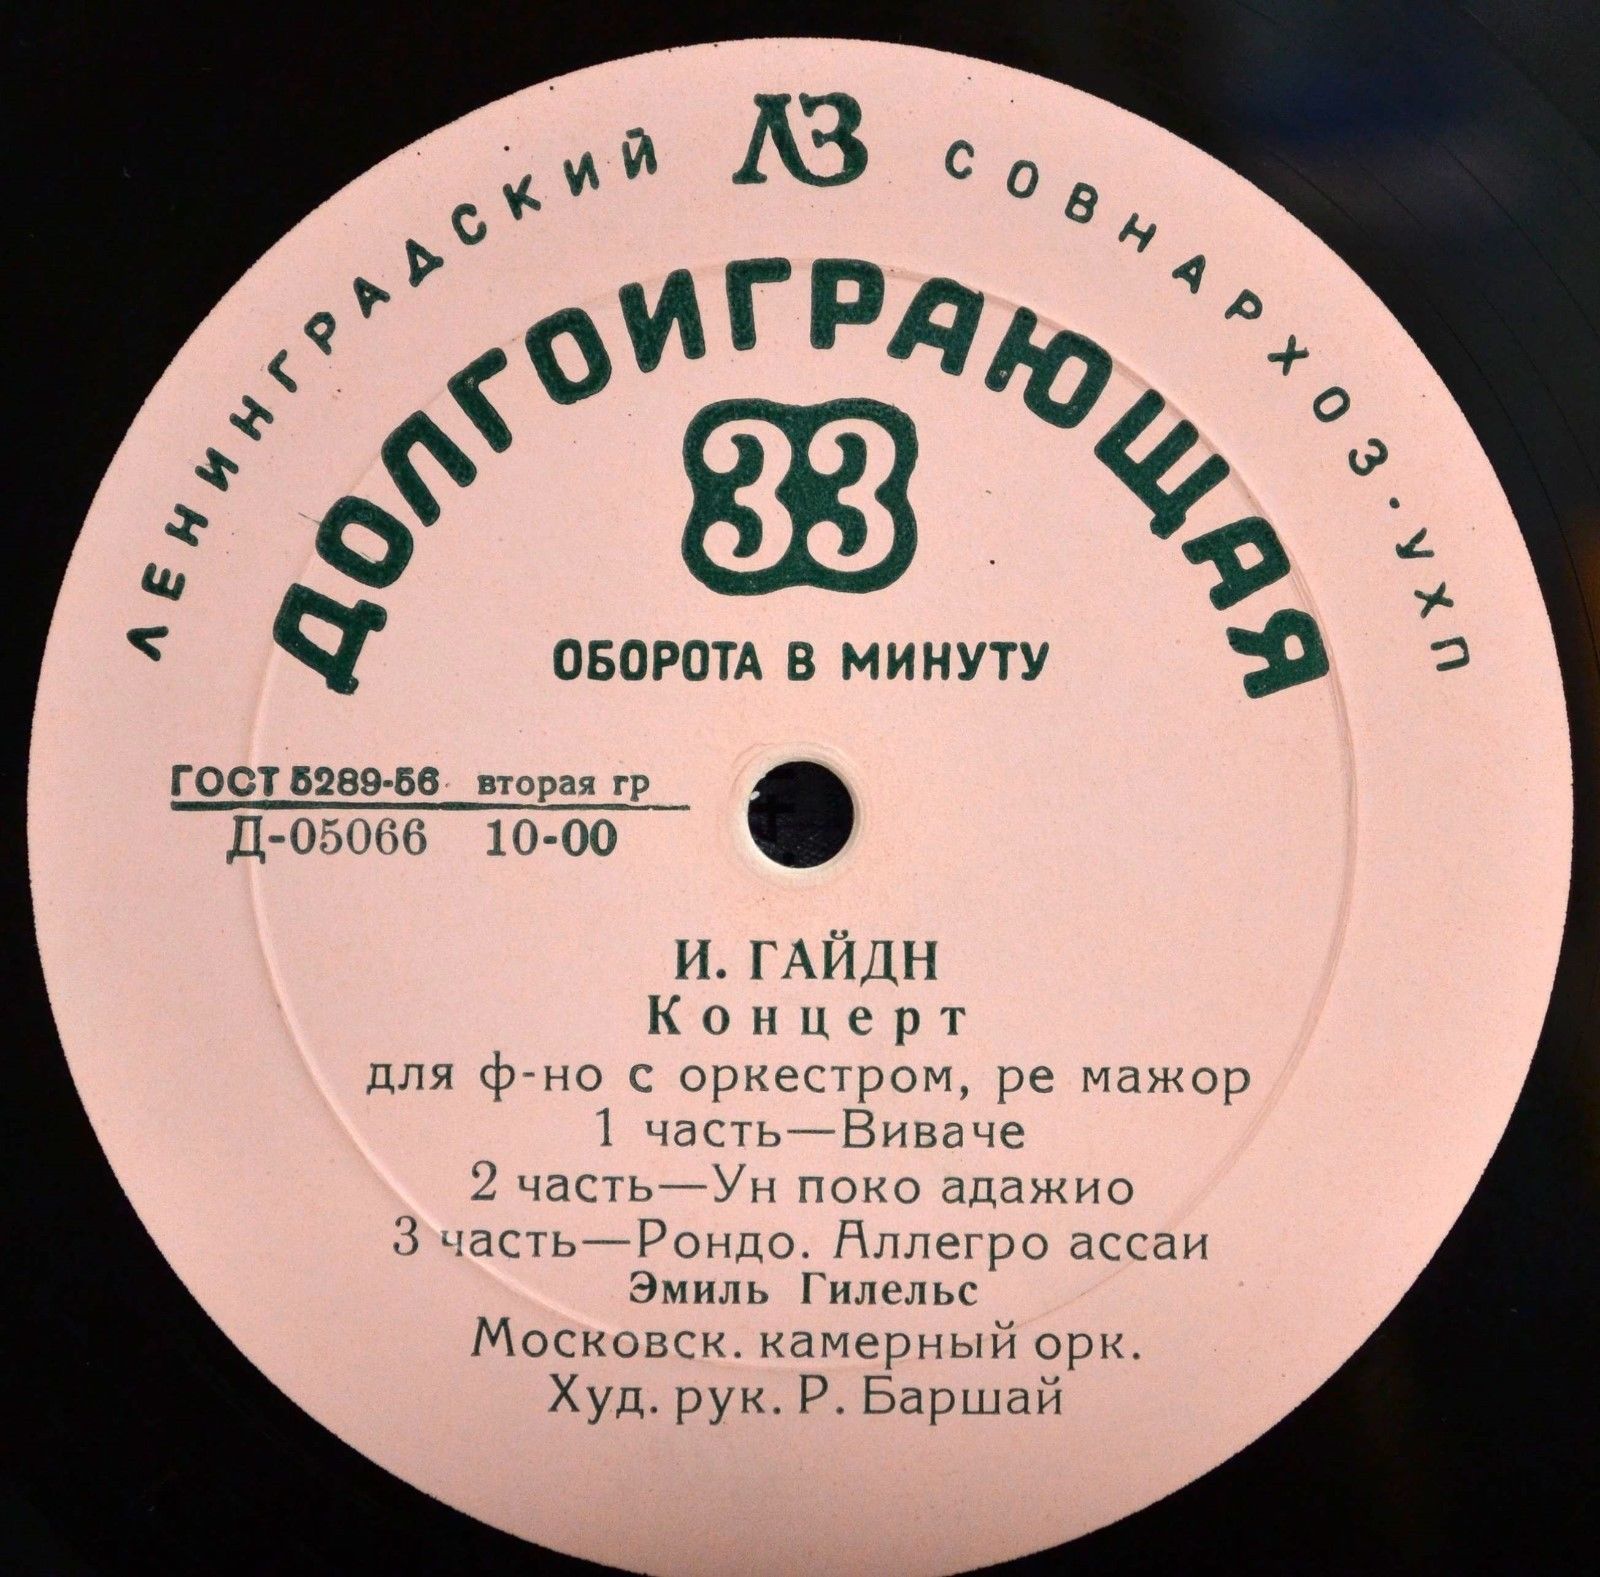 ЛЕНИНГРАДСКИЙ ЛЗ СОВНАРХОЗ·УХП
ДОЛГОИГРАЮЩАЯ
33
ОБОРОТА В МИНУТУ
ГОСТ 5289-56 вторая гр
Д-05066 10-00
И. ГАЙДН
Концерт
для ф-но с оркестром, ре мажор
1 часть—Виваче
2 часть—Ун поко адажио
3 часть—Рондо. Аллегро ассаи
Эмиль Гилельс
Московск. камерный орк.
Худ. рук. Р. Баршай